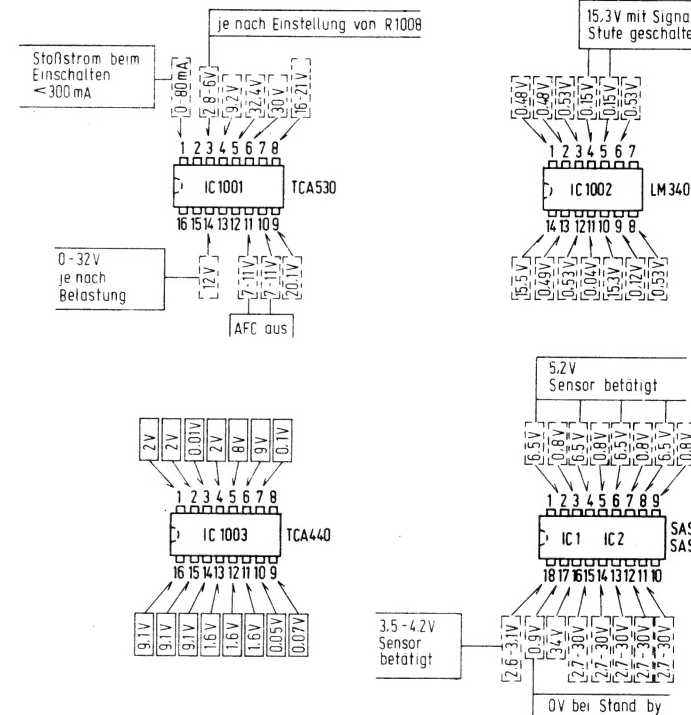 je nach Einstellung von R1008
Stoßstrom beim
Einschalten
< 300 mA
0-80mA
2.8-6V
9.2V
32.4V
30V
16-21V
1 2 3 4 5 6 7 8
IC1001
TCA530
16 15 14 13 12 11 10 9
0-32V
je nach
Belastung
12V
7-11V
7-11V
20.1V
AFC aus
15,3V mit Signa
Stufe geschalte
0.48V
0.48V
0.53V
0.15V
0.15V
0.53V
1 2 3 4 5 6 7
IC1002
LM340
14 13 12 11 10 9 8
15.5V
0.49V
0.53V
0.04V
15.3V
0.12V
0.53V
2V
2V
0.01V
2V
8V
9V
0.1V
1 2 3 4 5 6 7 8
IC1003
TCA440
16 15 14 13 12 11 10 9
9.1V
9.1V
9.1V
1.6V
1.6V
1.6V
0.05V
0.07V
5,2V
Sensor betätigt
6.5V
0.8V
6.5V
0.8V
6.5V
0.8V
6.5V
0.8V
1 2 3 4 5 6 7 8 9
IC1 IC2
SAS
SAS
18 17 16 15 14 13 12 11 10
3,5-4.2V
Sensor
betätigt
2.6-3.1V
0.9V
34V
2.7-30V
2.7-30V
2.7-30V
2.7-30V
2.7-30V
0V bei Stand by